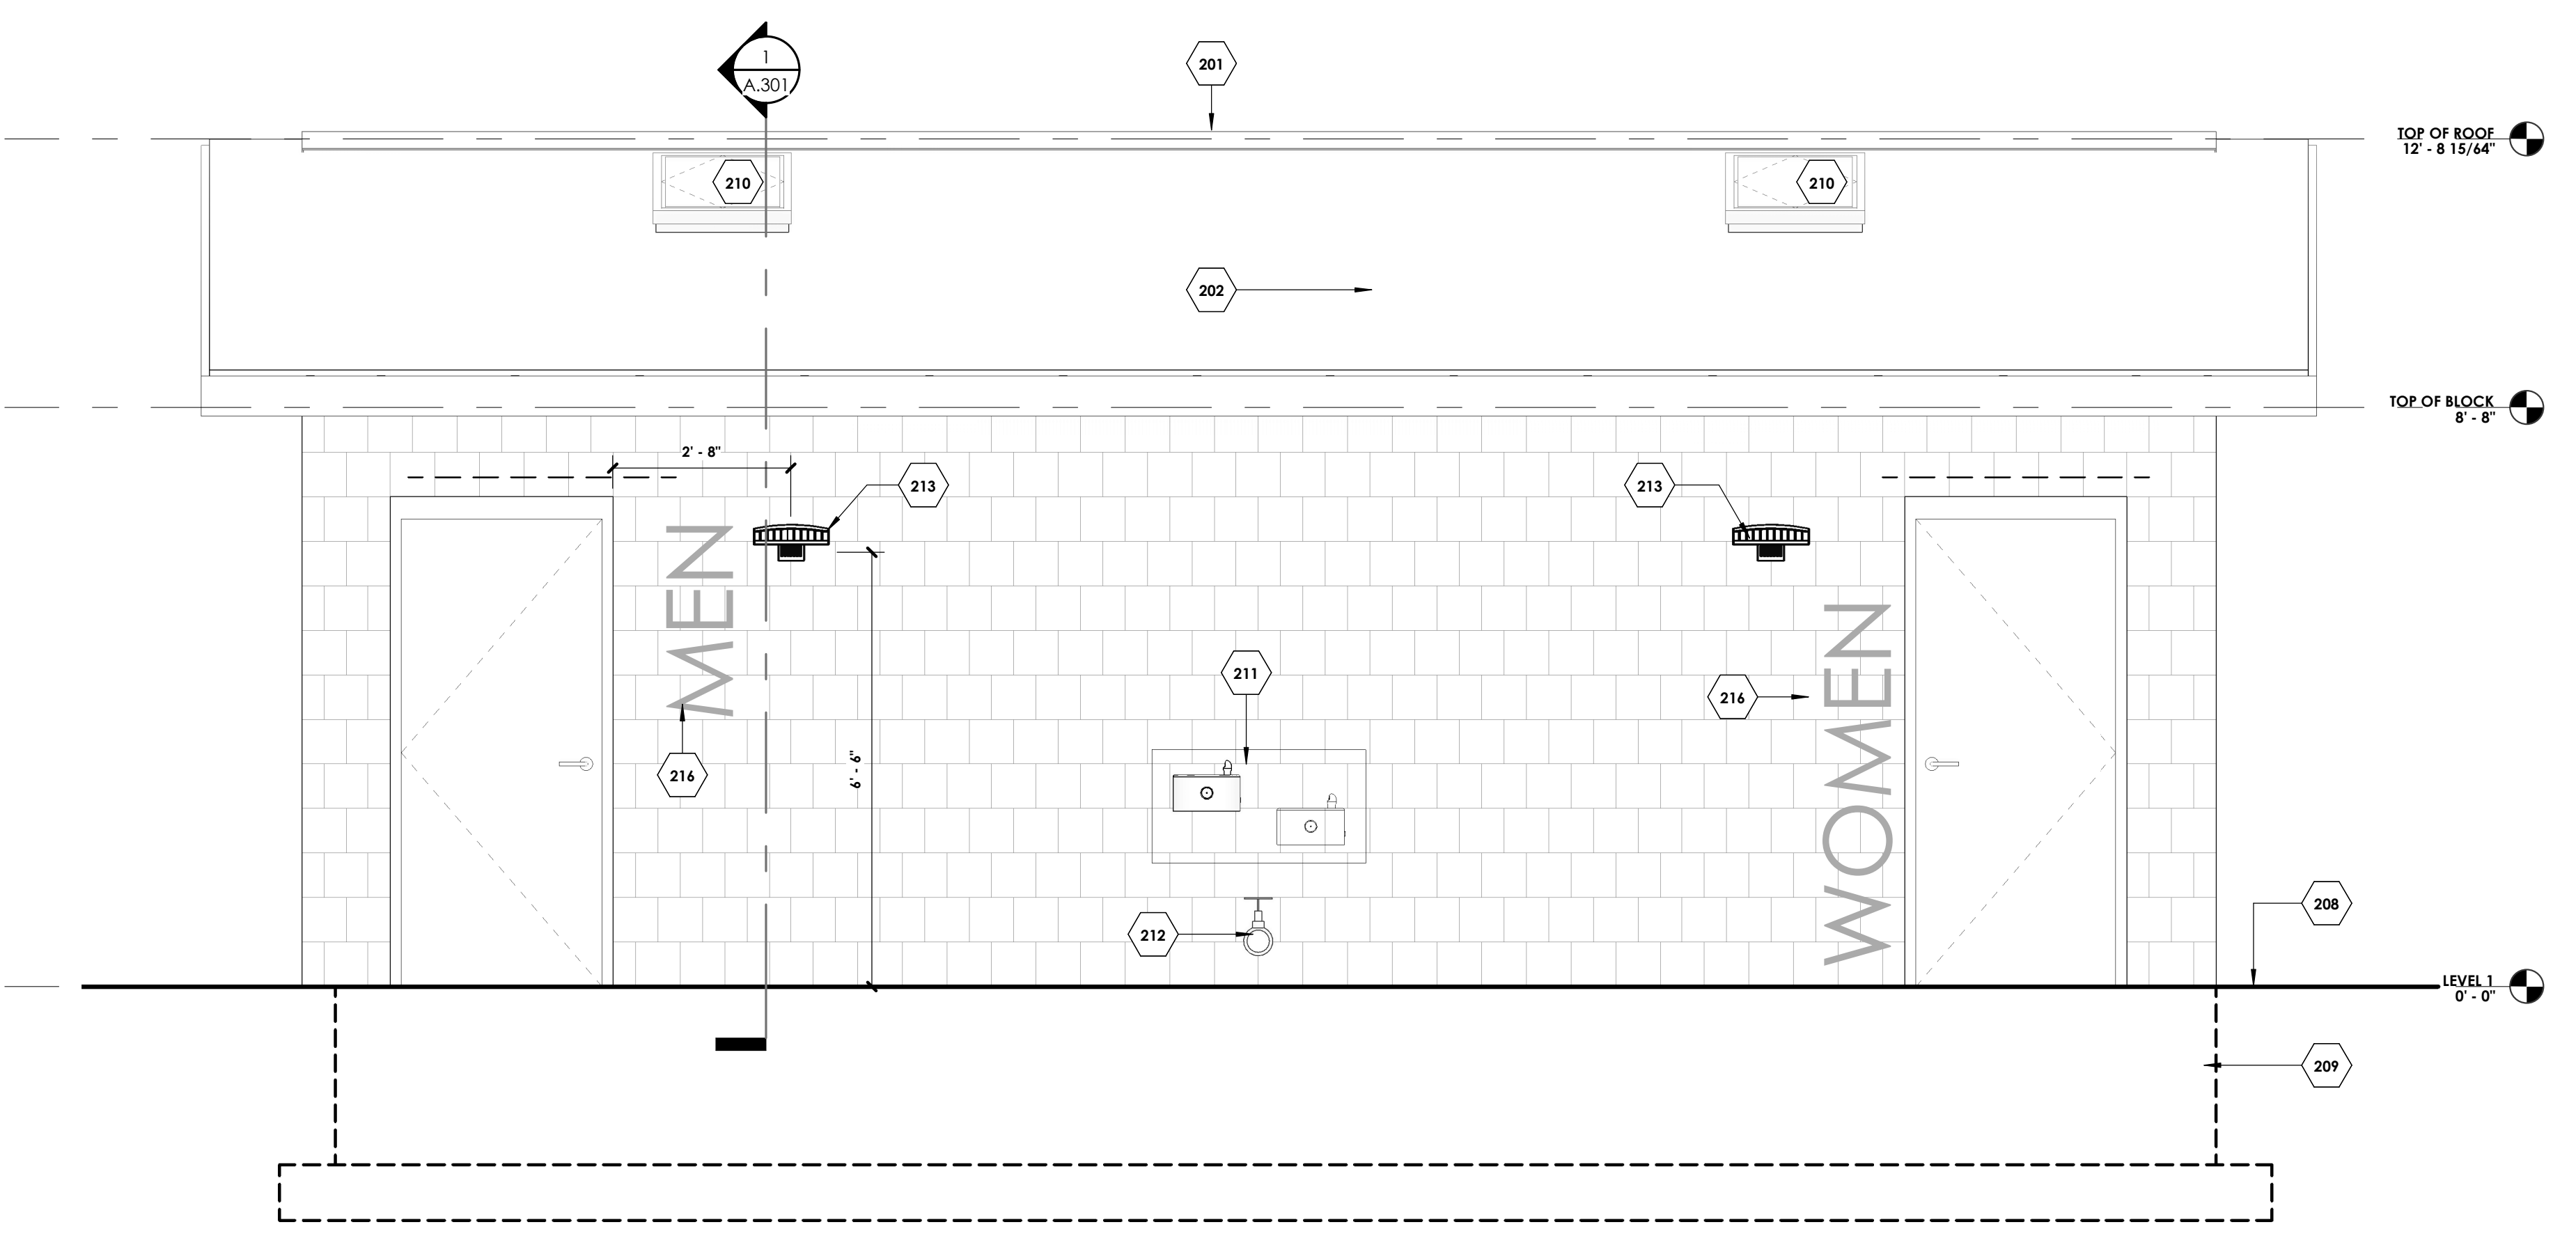 1
A.301
201
TOP OF ROOF
12' - 8 15/64"
210
210
202
TOP OF BLOCK
8' - 8"
2' - 8"
213
213
MEN
WOMEN
211
216
216
6' - 6"
212
208
LEVEL 1
0' - 0"
209